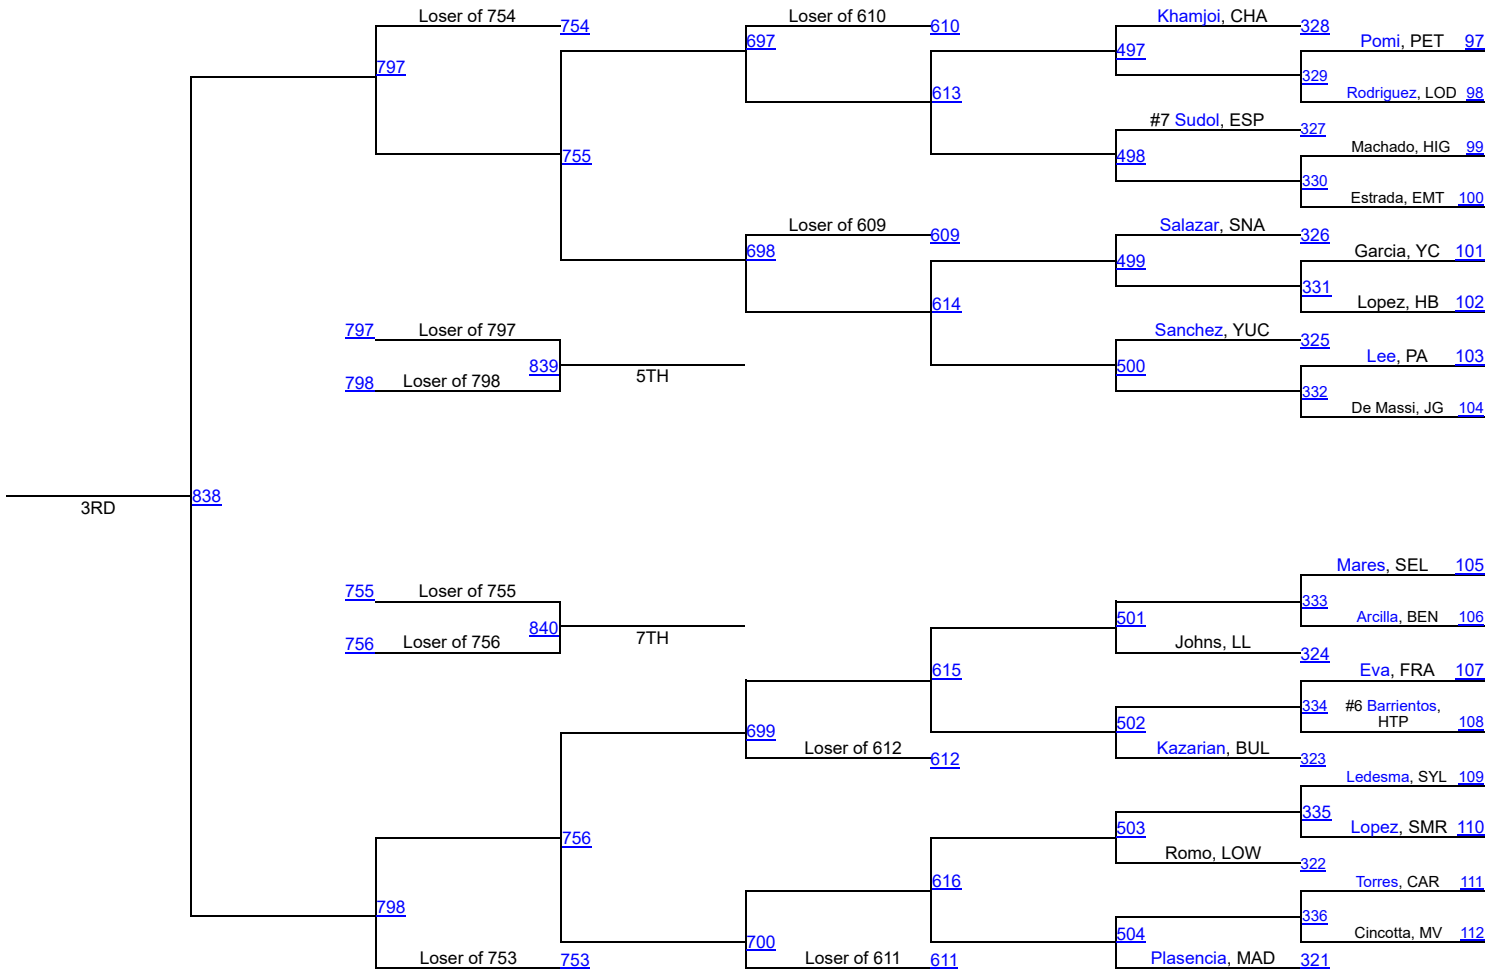 Loser of 754 754 Loser of 610 610 Khamjoi, CHA 328
697 497 Pomi, PET 97
797 329
613 Rodriguez, LOD 98
#7 Sudol, ESP 327
755 498 Machado, HIG 99
330
Estrada, EMT 100
Loser of 609 609 Salazar, SNA 326
698 499 Garcia, YC 101
331
614 Lopez, HB 102
797 Loser of 797 Sanchez, YUC 325
839 5TH 500 Lee, PA 103
798 Loser of 798 332
De Massi, JG 104
838
3RD
Mares, SEL 105
755 Loser of 755 333
840 7TH 501 Arcilla, BEN 106
756 Loser of 756 Johns, LL 324
615 Eva, FRA 107
334 #6 Barrientos,
699 502 HTP 108
Loser of 612 612 Kazarian, BUL 323
Ledesma, SYL 109
335
756 503 Lopez, SMR 110
Romo, LOW 322
616 Torres, CAR 111
798 336
700 504 Cincotta, MV 112
Loser of 753 753 Loser of 611 611 Plasencia, MAD 321